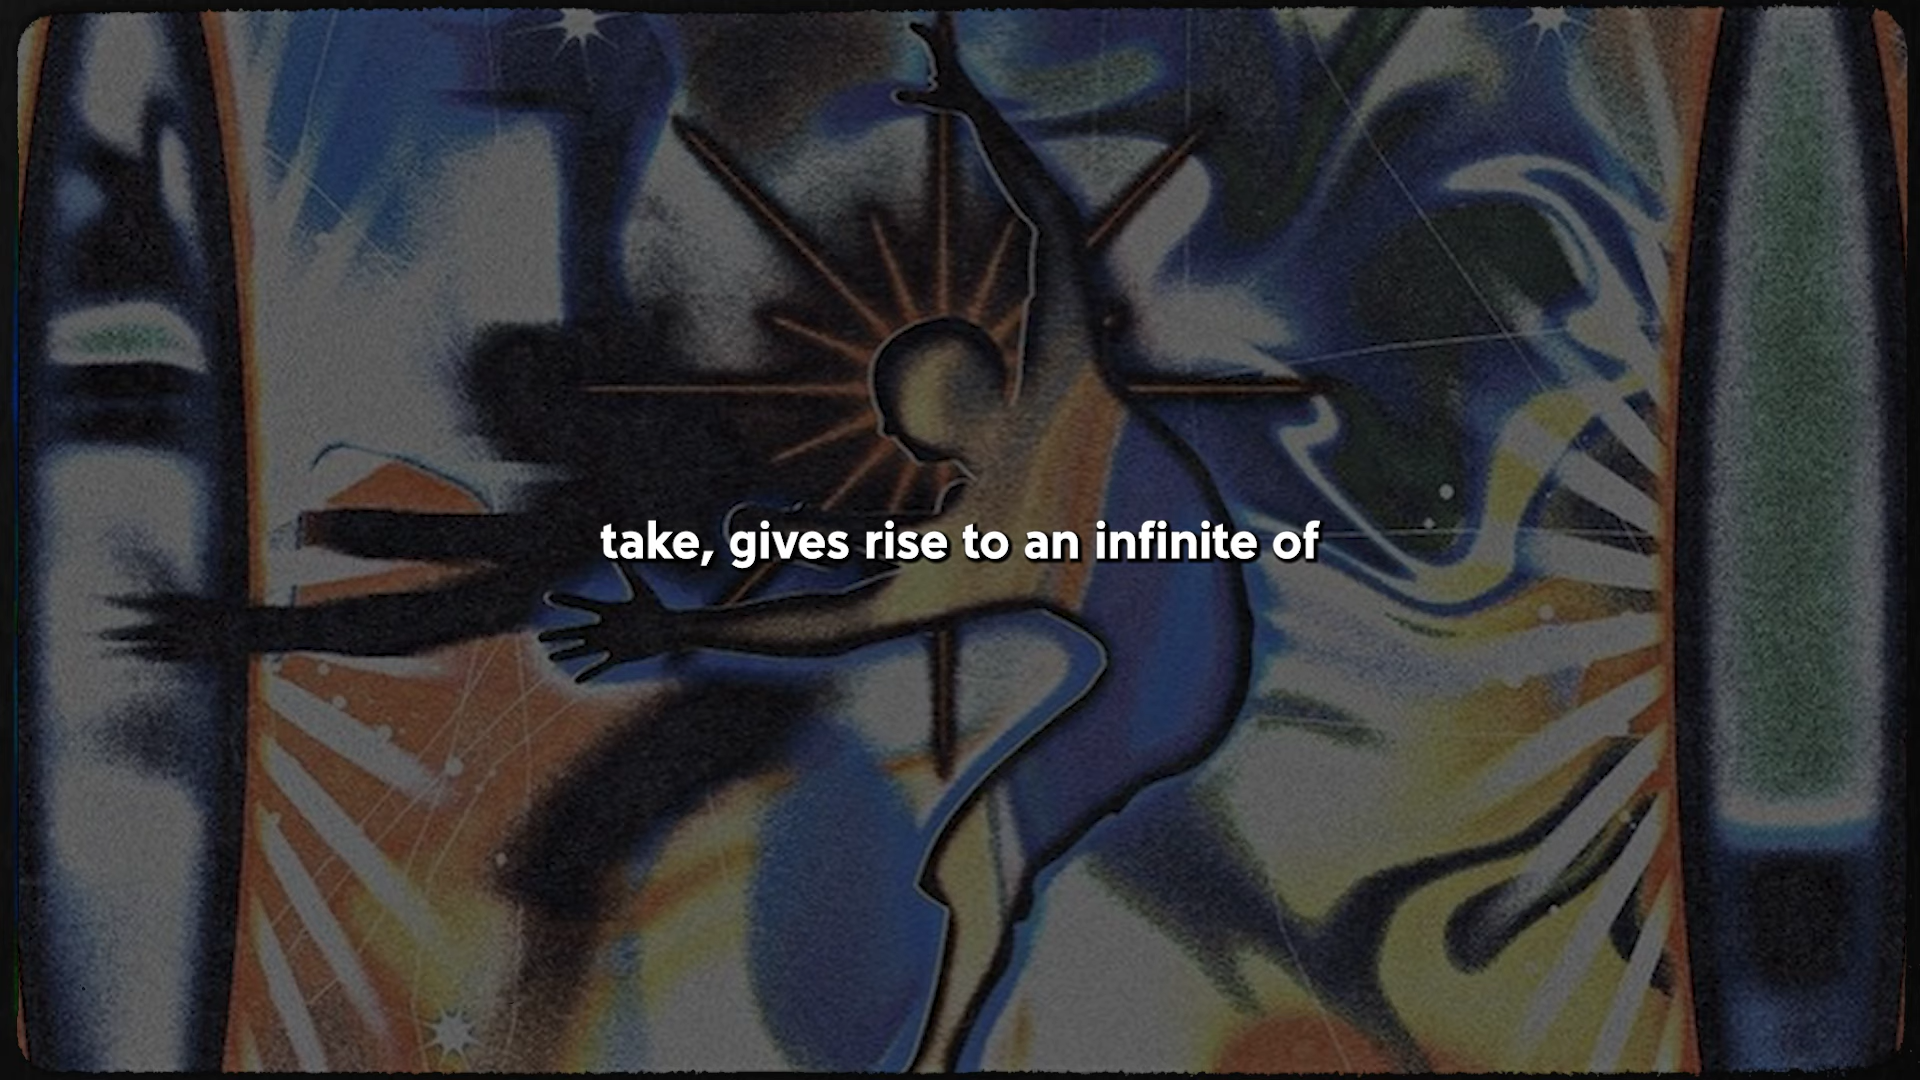 take, gives rise to an infinite of